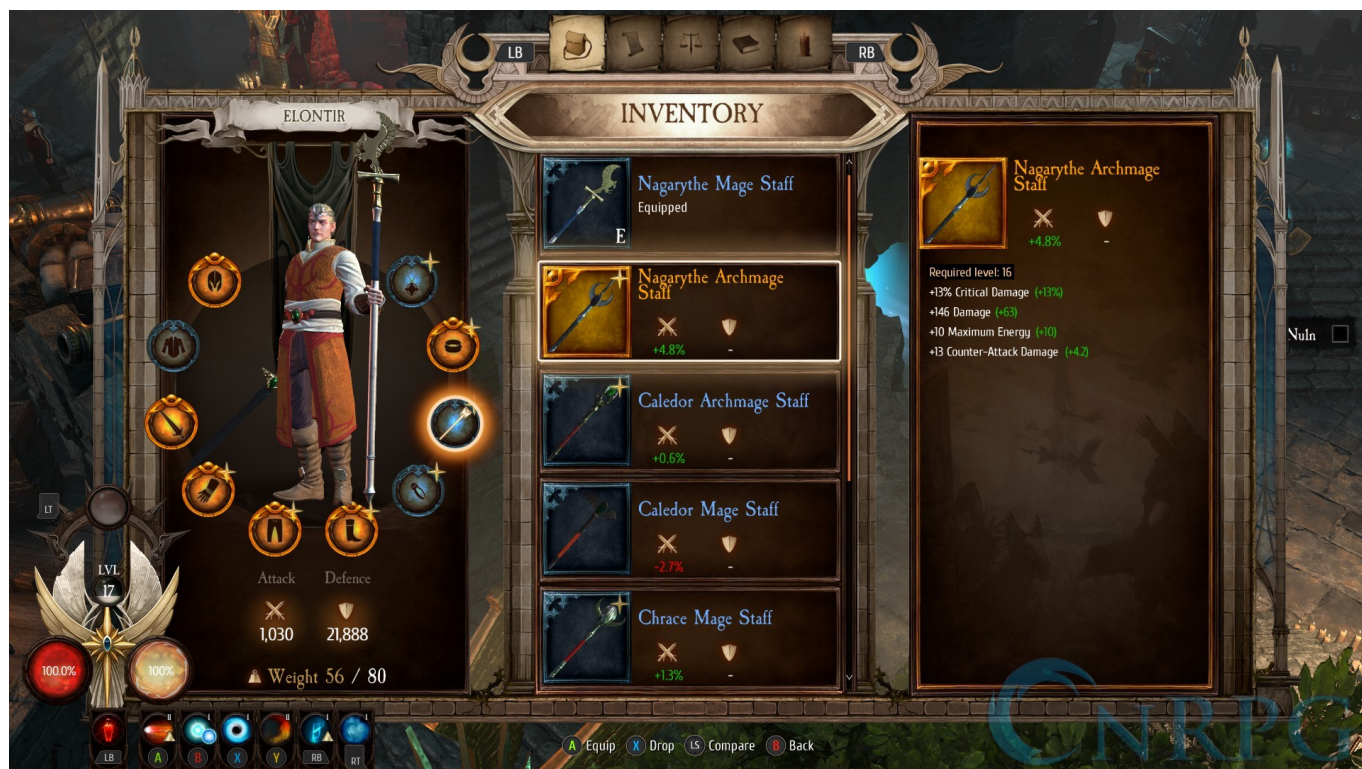 LB
RB
INVENTORY
ELONTIR
Nagarythe Mage Staff
Equipped
E
Nagarythe Archmage
Staff
+4.8%
-
Caledor Archmage Staff
+0.6%
-
Caledor Mage Staff
-2.7%
-
Chrace Mage Staff
+1.3%
-
Nagarythe Archmage
Staff
+4.8%
-
Required level: 16
+13% Critical Damage (+13%)
+146 Damage (+63)
+10 Maximum Energy (+10)
+13 Counter-Attack Damage (+4.2)
Nuln
LT
LVL
17
Attack Defence
1,030 21,888
Weight 56 / 80
100.0%
100%
II I I II I I
LB A B X Y RB RT
A Equip X Drop LS Compare B Back
CNRPG